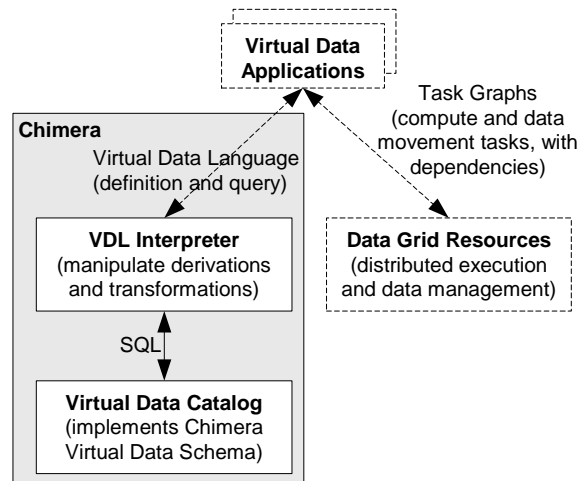 Virtual Data
Applications
Task Graphs
(compute and data
movement tasks, with
dependencies)
Chimera
Virtual Data Language
(definition and query)
VDL Interpreter
(manipulate derivations
and transformations)
Data Grid Resources
(distributed execution
and data management)
SQL
Virtual Data Catalog
(implements Chimera
Virtual Data Schema)